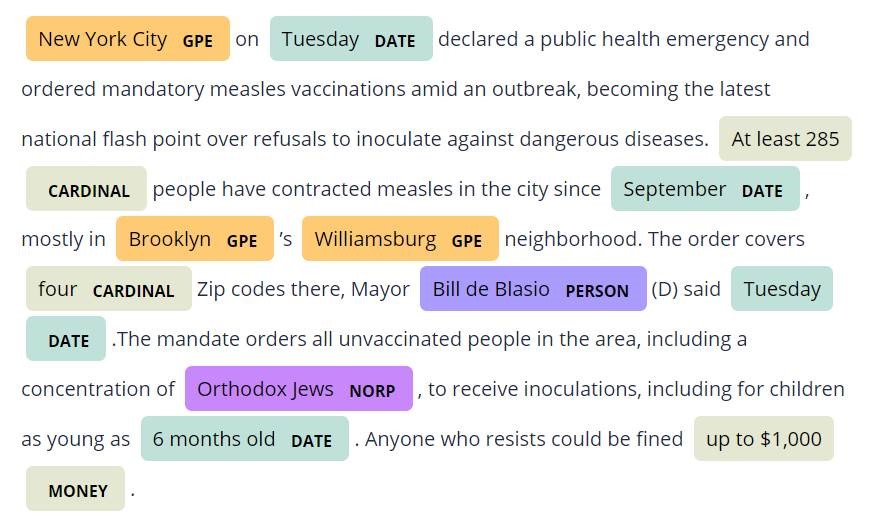 New York City GPE on Tuesday DATE declared a public health emergency and
ordered mandatory measles vaccinations amid an outbreak, becoming the latest
national flash point over refusals to inoculate against dangerous diseases. At least 285
CARDINAL people have contracted measles in the city since September DATE ,
mostly in Brooklyn GPE 's Williamsburg GPE neighborhood. The order covers
four CARDINAL Zip codes there, Mayor Bill de Blasio PERSON (D) said Tuesday
DATE .The mandate orders all unvaccinated people in the area, including a
concentration of Orthodox Jews NORP , to receive inoculations, including for children
as young as 6 months old DATE . Anyone who resists could be fined up to $1,000
MONEY .